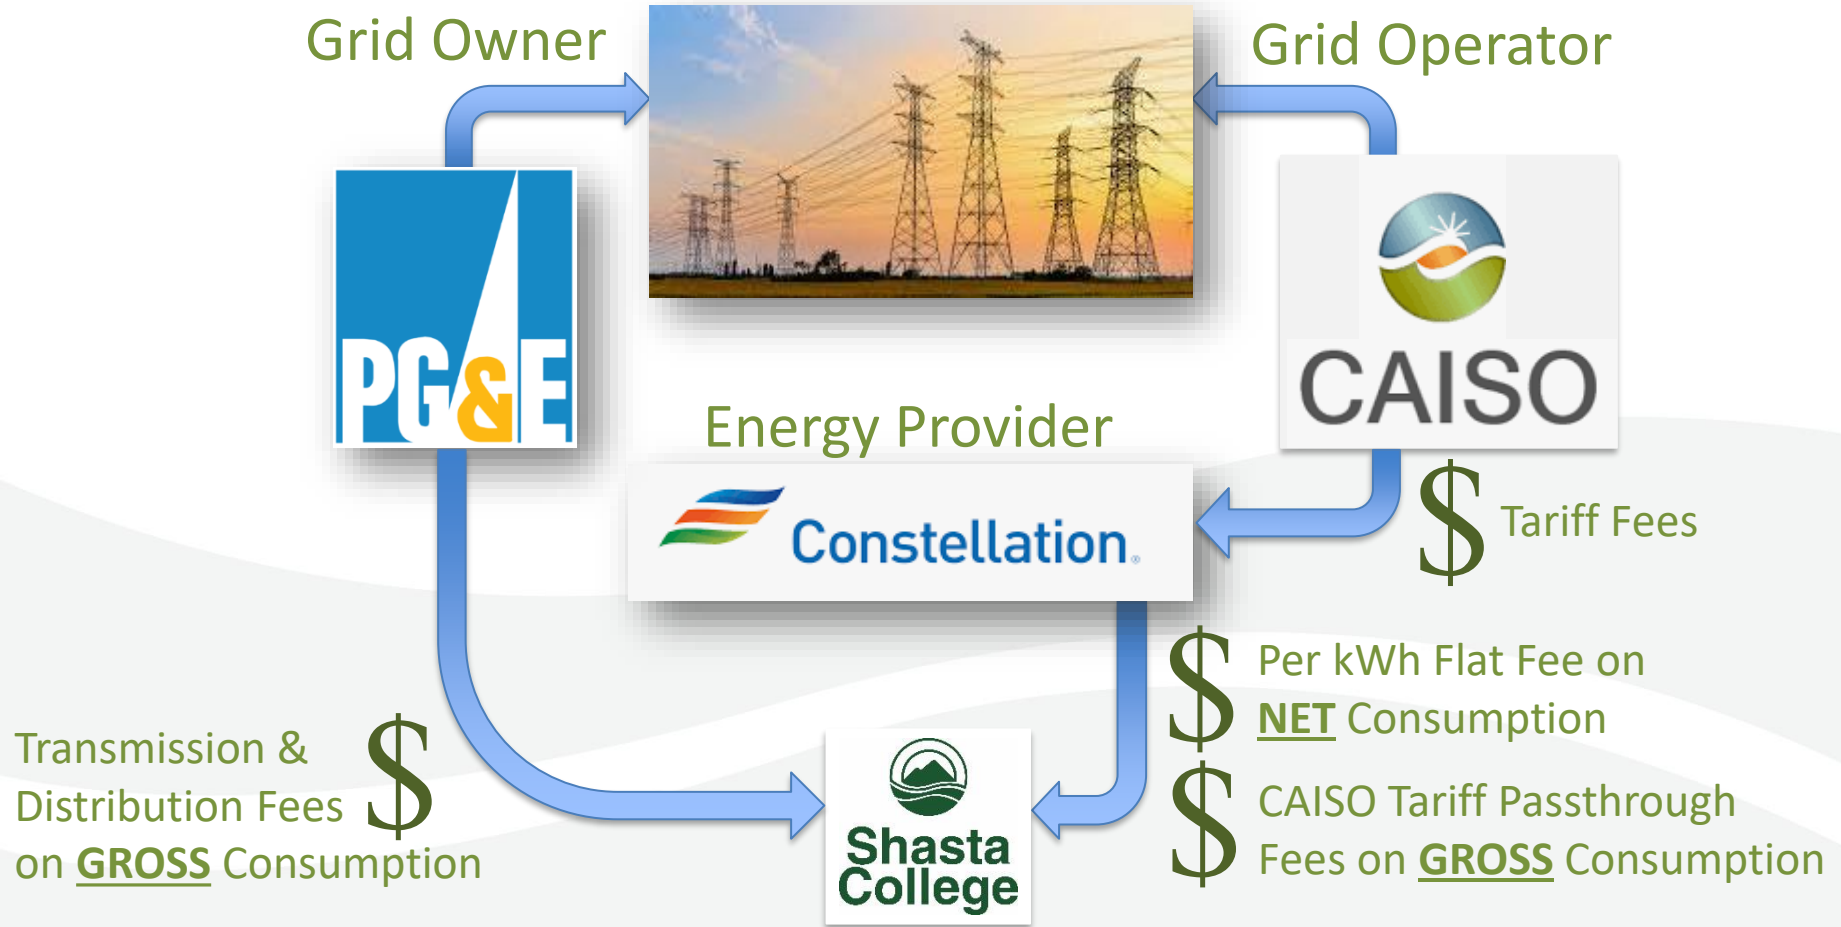 Grid Owner
Grid Operator
PG&E
CAISO
Energy Provider
Constellation®
$ Tariff Fees
$ Per kWh Flat Fee on
NET Consumption
Transmission &
Distribution Fees $
on GROSS Consumption
$ CAISO Tariff Passthrough
Fees on GROSS Consumption
Shasta
College